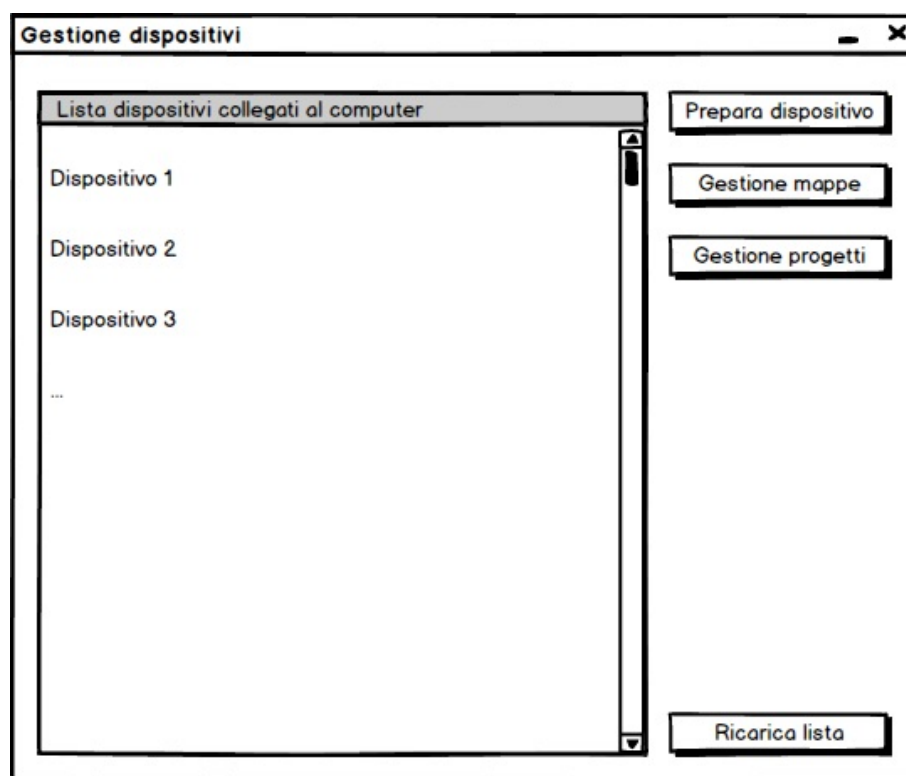 Gestione dispositivi
Lista dispositivi collegati al computer
Dispositivo 1
Dispositivo 2
Dispositivo 3
...
Prepara dispositivo
Gestione mappe
Gestione progetti
Ricarica lista